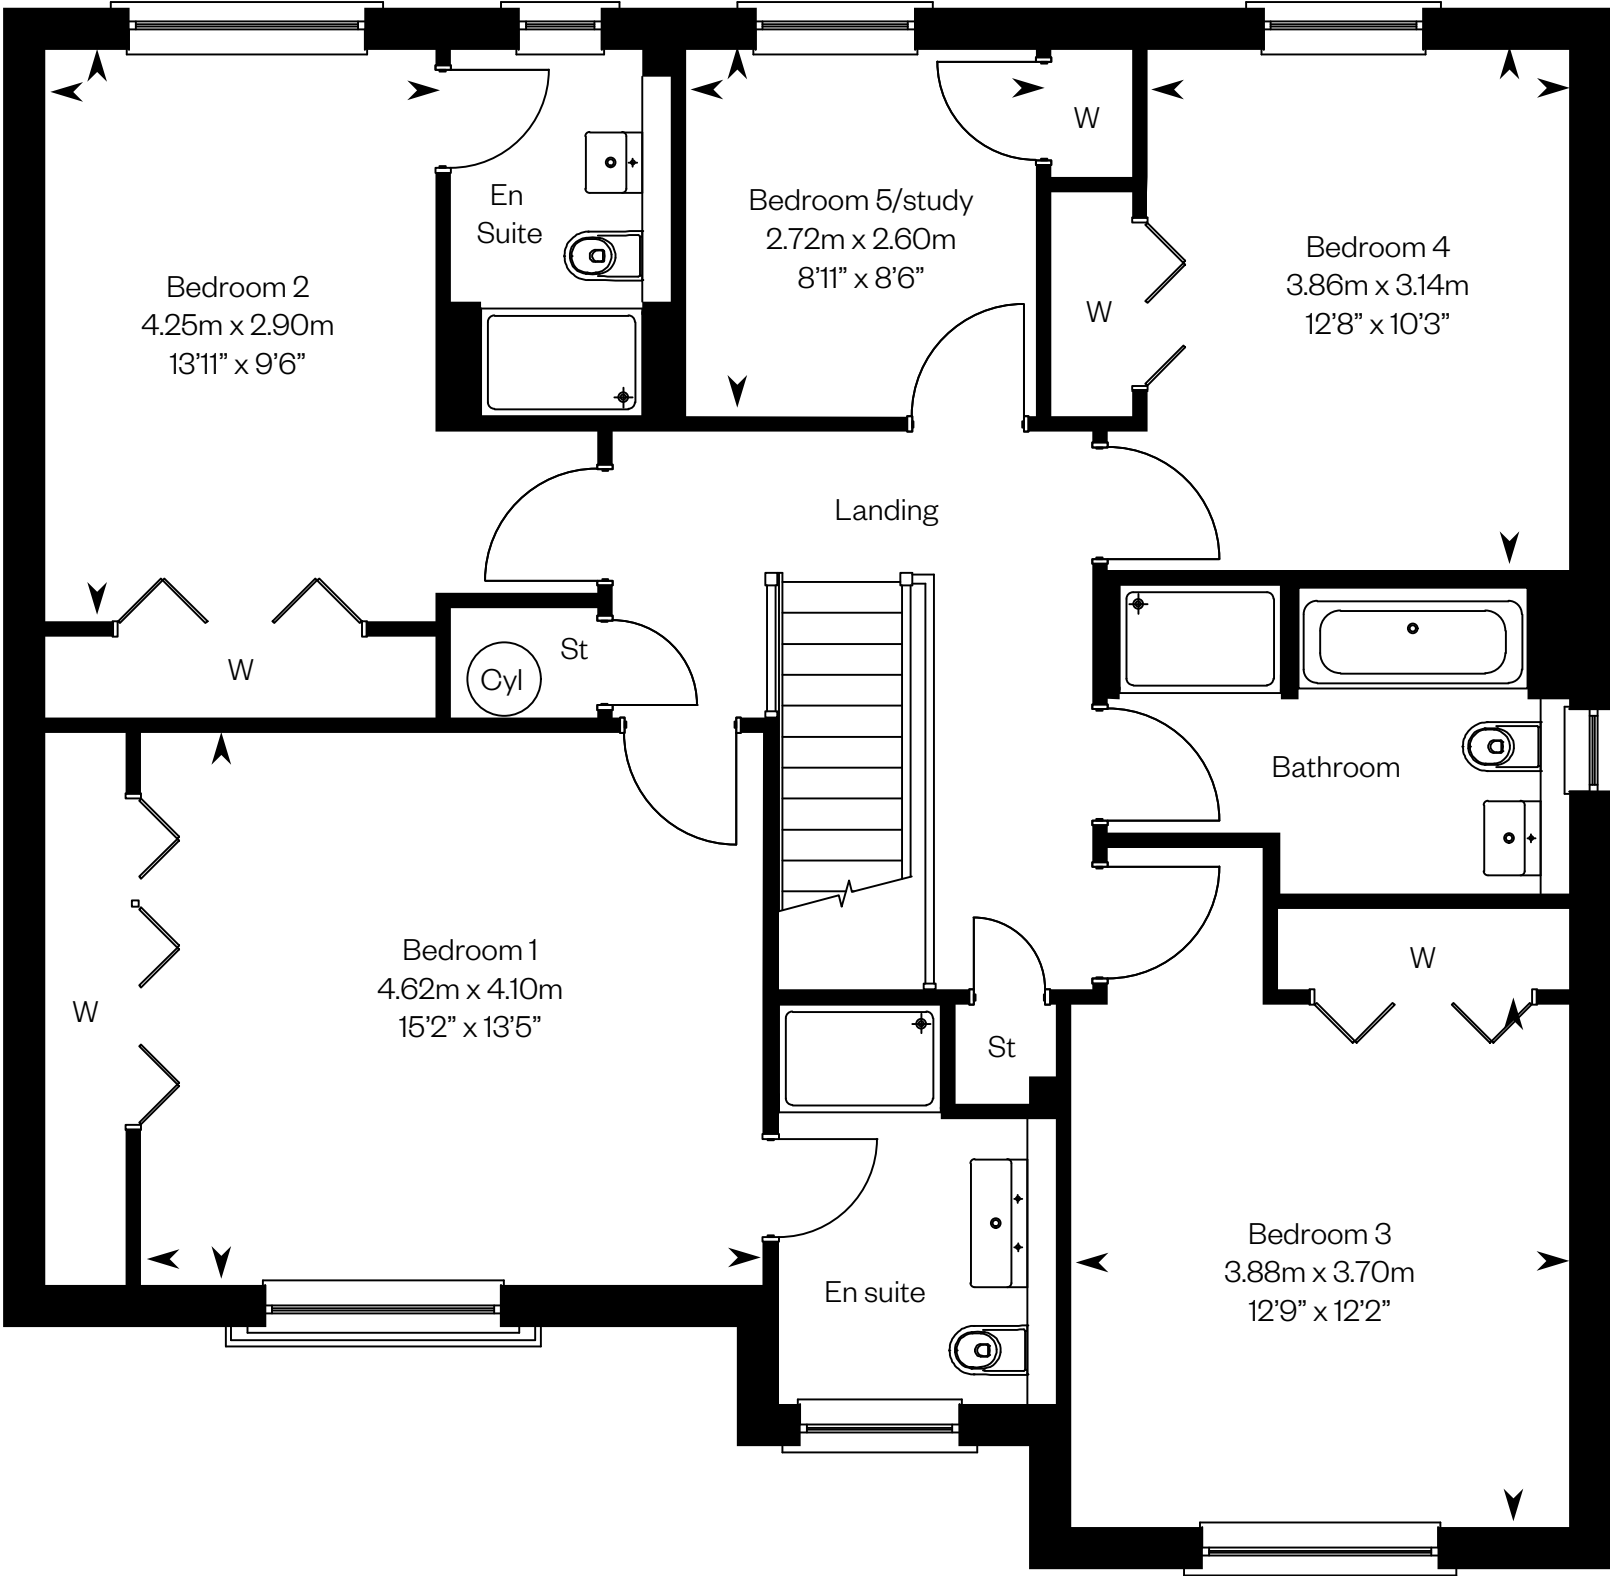 Bedroom 2
4.25m x 2.90m
13'11” x 9'6”
En
Suite
Bedroom 5/study
2.72m x 2.60m
8'11” x 8'6”
W
W
Bedroom 4
3.86m x 3.14m
12'8” x 10'3”
Landing
W
St
Cyl
Bathroom
W
Bedroom 1
4.62m x 4.10m
15'2” x 13'5”
W
St
En suite
Bedroom 3
3.88m x 3.70m
12'9” x 12'2”